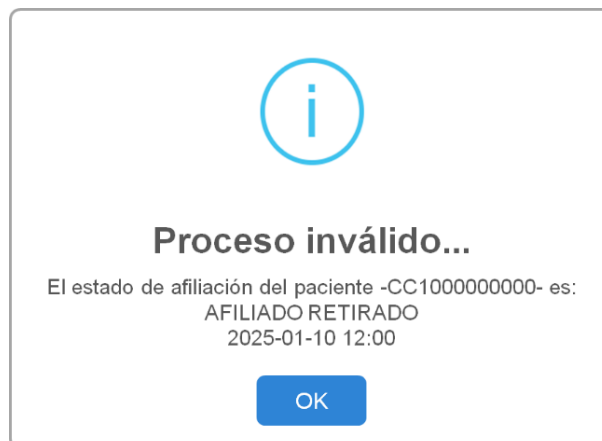 i
Proceso inválido...
El estado de afiliación del paciente -CC1000000000- es:
AFILIADO RETIRADO
2025-01-10 12:00
OK